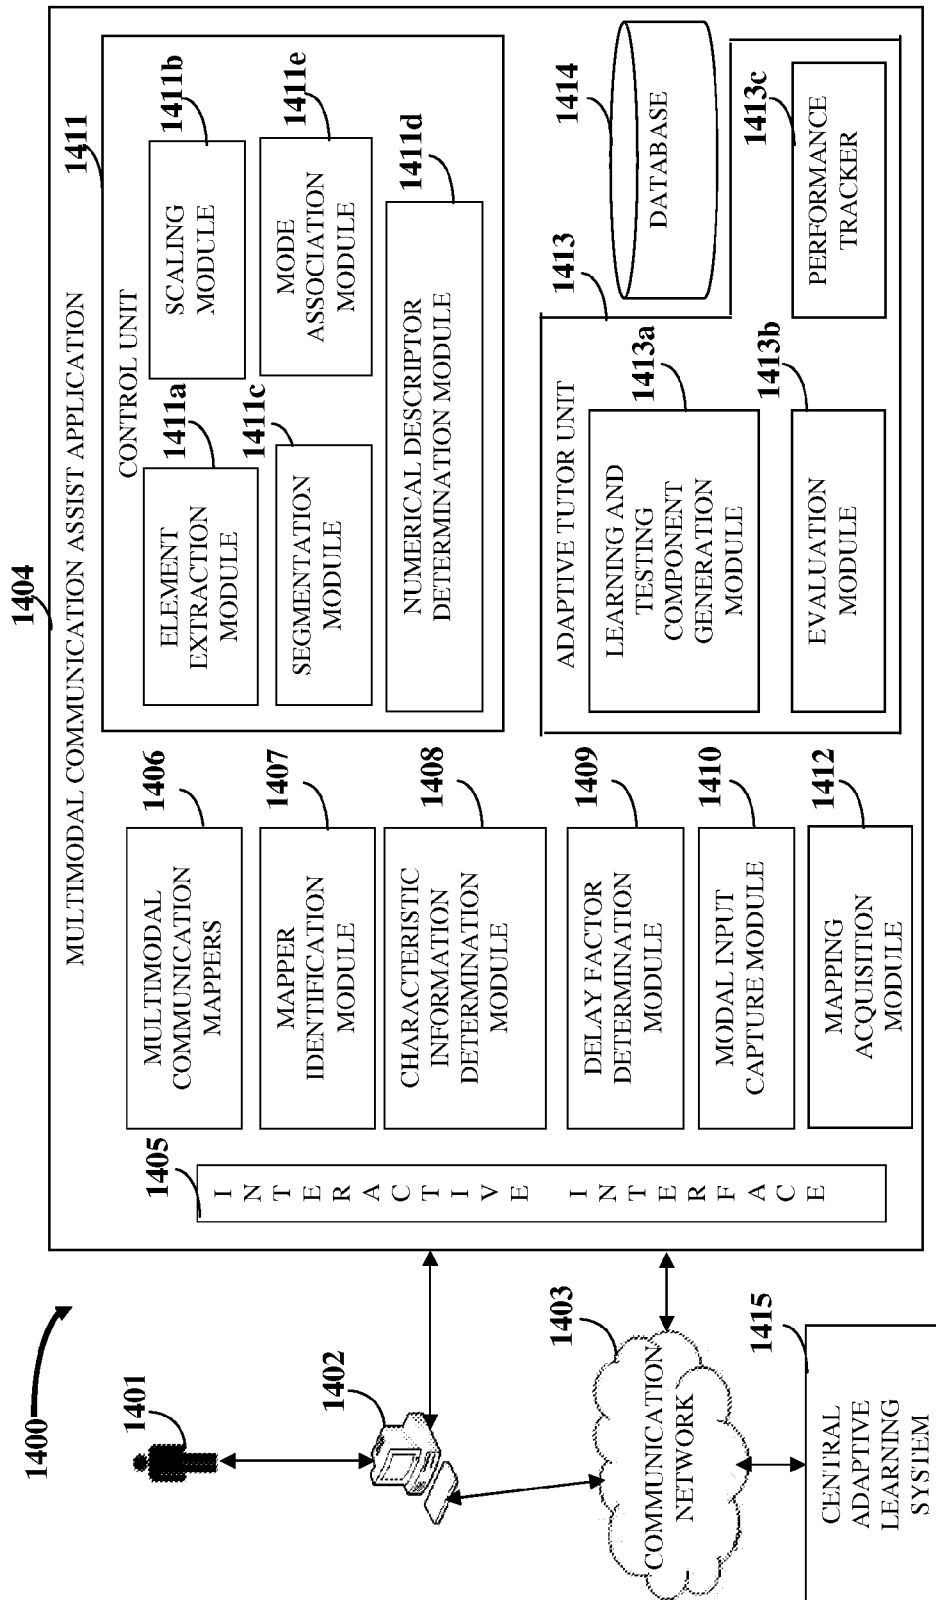 1400
1401
1402
1403
COMMUNICATION
NETWORK
1415
CENTRAL
ADAPTIVE
LEARNING
SYSTEM
1404
MULTIMODAL COMMUNICATION ASSIST APPLICATION
1405
INTERACTIVE INTERFACE
1406
MULTIMODAL
COMMUNICATION
MAPPERS
1407
MAPPER
IDENTIFICATION
MODULE
1408
CHARACTERISTIC
INFORMATION
DETERMINATION
MODULE
1409
DELAY FACTOR
DETERMINATION
MODULE
1410
MODAL INPUT
CAPTURE MODULE
1412
MAPPING
ACQUISITION
MODULE
1411
CONTROL UNIT
1411a
ELEMENT
EXTRACTION
MODULE
1411b
SCALING
MODULE
1411c
SEGMENTATION
MODULE
1411e
MODE
ASSOCIATION
MODULE
1411d
NUMERICAL DESCRIPTOR
DETERMINATION MODULE
1413
ADAPTIVE TUTOR UNIT
1413a
LEARNING AND
TESTING
COMPONENT
GENERATION
MODULE
1413b
EVALUATION
MODULE
1413c
PERFORMANCE
TRACKER
1414
DATABASE